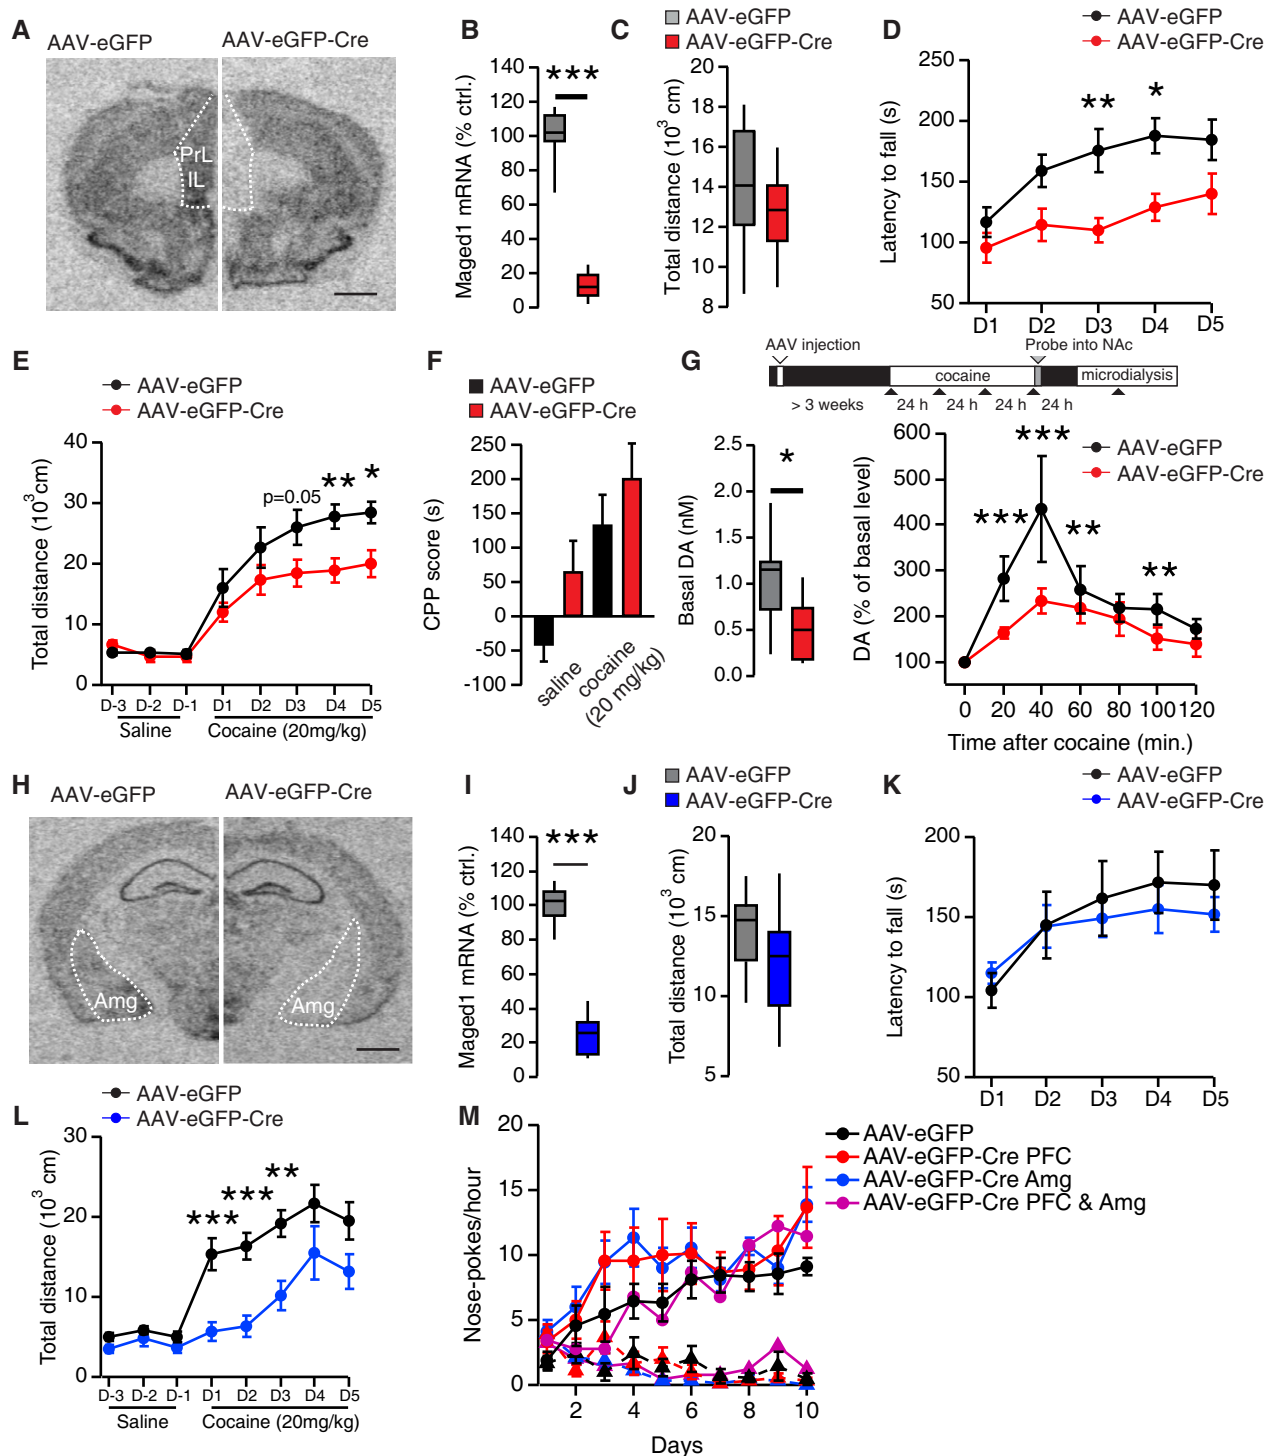 A
AAV-eGFP
AAV-eGFP-Cre
PrL
IL
B
AAV-eGFP
AAV-eGFP-Cre
Maged1 mRNA (% ctrl.)
140
120
100
80
60
40
20
0
***
C
Total distance (10³ cm)
20
18
16
14
12
10
8
D
AAV-eGFP
AAV-eGFP-Cre
Latency to fall (s)
250
200
150
100
50
**
*
D1 D2 D3 D4 D5
E
AAV-eGFP
AAV-eGFP-Cre
Total distance (10³ cm)
40
30
20
10
0
p=0.05
**
*
D-3 D-2 D-1 D1 D2 D3 D4 D5
Saline Cocaine (20mg/kg)
F
AAV-eGFP
AAV-eGFP-Cre
CPP score (s)
250
200
150
100
50
0
-50
-100
saline
cocaine
(20 mg/kg)
G
AAV injection
Probe into NAc
cocaine
microdialysis
> 3 weeks
24 h 24 h 24 h 24 h
Basal DA (nM)
2.5
2.0
1.5
1.0
0.5
0.0
*
AAV-eGFP
AAV-eGFP-Cre
DA (% of basal level)
600
500
400
300
200
100
***
***
**
**
0 20 40 60 80 100 120
Time after cocaine (min.)
H
AAV-eGFP
AAV-eGFP-Cre
Amg
Amg
I
Maged1 mRNA (% ctrl.)
140
120
100
80
60
40
20
0
***
J
AAV-eGFP
AAV-eGFP-Cre
Total distance (10³ cm)
20
15
10
5
K
AAV-eGFP
AAV-eGFP-Cre
Latency to fall (s)
200
150
100
50
D1 D2 D3 D4 D5
L
AAV-eGFP
AAV-eGFP-Cre
Total distance (10³ cm)
30
20
10
0
***
***
**
D-3 D-2 D-1 D1 D2 D3 D4 D5
Saline Cocaine (20mg/kg)
M
Nose-pokes/hour
20
15
10
5
0
2 4 6 8 10
Days
AAV-eGFP
AAV-eGFP-Cre PFC
AAV-eGFP-Cre Amg
AAV-eGFP-Cre PFC & Amg